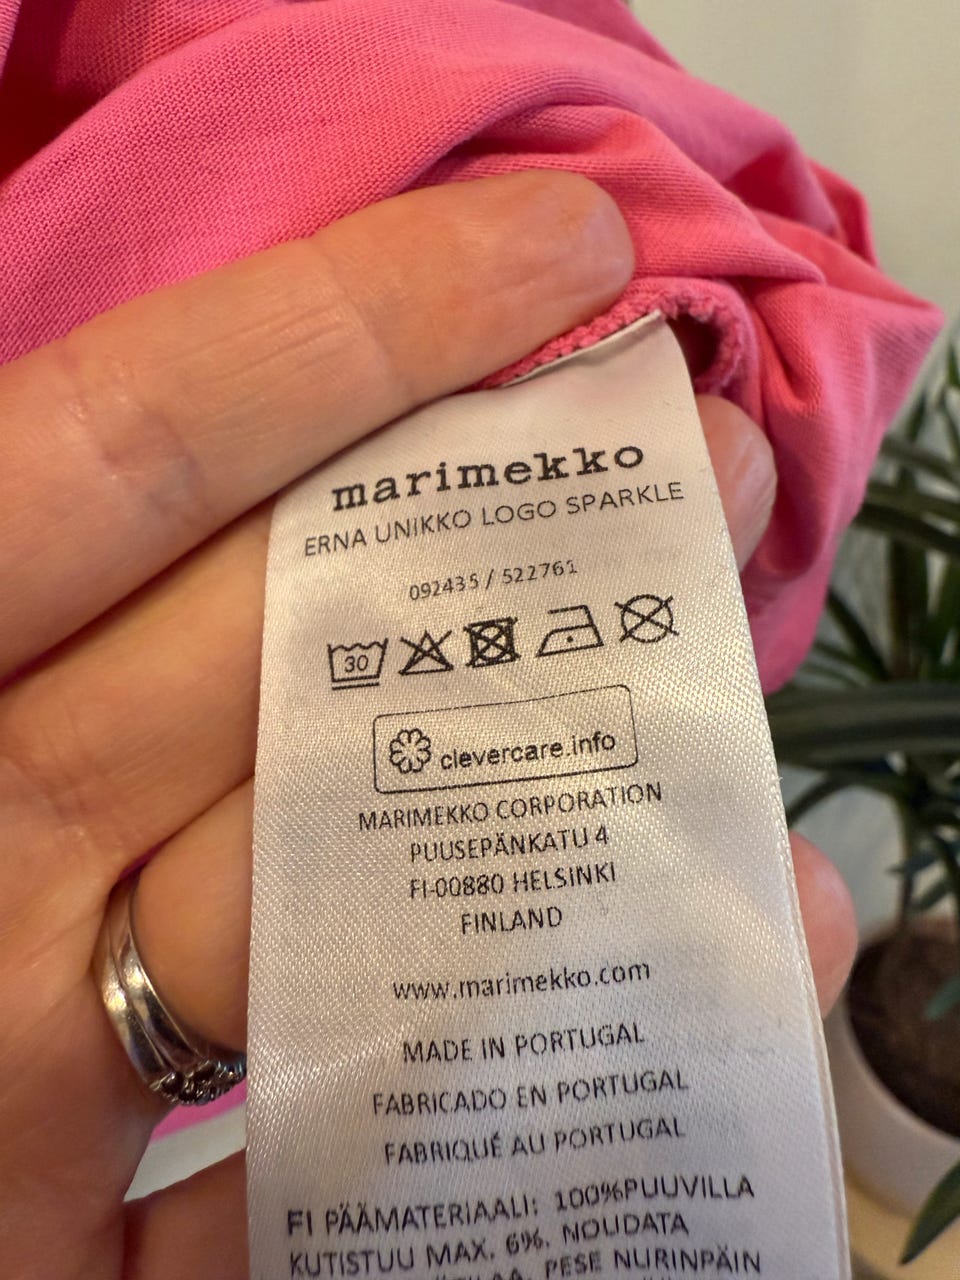 marimekko
ERNA UNIKKO LOGO SPARKLE
092435 / 522761
30
clevercare.info
MARIMEKKO CORPORATION
PUUSEPÄNKATU 4
FI-00880 HELSINKI
FINLAND
www.marimekko.com
MADE IN PORTUGAL
FABRICADO EN PORTUGAL
FABRIQUÉ AU PORTUGAL
FI PÄÄMATERIAALI: 100%PUUVILLA
KUTISTUU MAX. 6%. NOUDATA
PESE NURINPÄIN